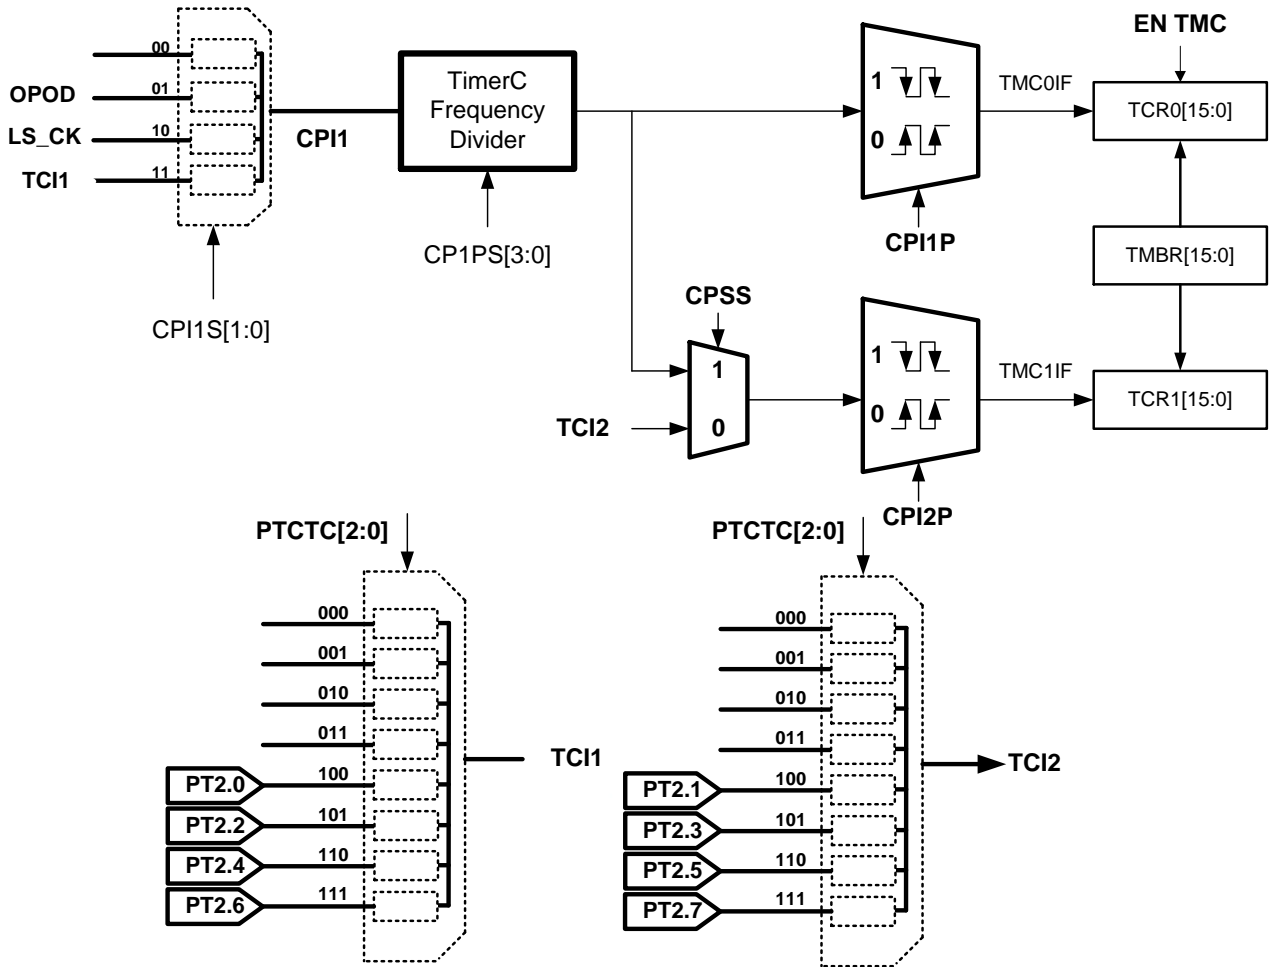 00
OPOD
01
LS_CK
10
TCI1
11
CPI1S[1:0]
CPI1
TimerC
Frequency
Divider
CP1PS[3:0]
1
0
CPI1P
TMC0IF
EN TMC
TCR0[15:0]
TMBR[15:0]
TCR1[15:0]
CPSS
1
0
TCI2
1
0
CPI2P
TMC1IF
PTCTC[2:0]
000
001
010
011
PT2.0
100
PT2.2
101
PT2.4
110
PT2.6
111
TCI1
PTCTC[2:0]
000
001
010
011
PT2.1
100
PT2.3
101
PT2.5
110
PT2.7
111
TCI2